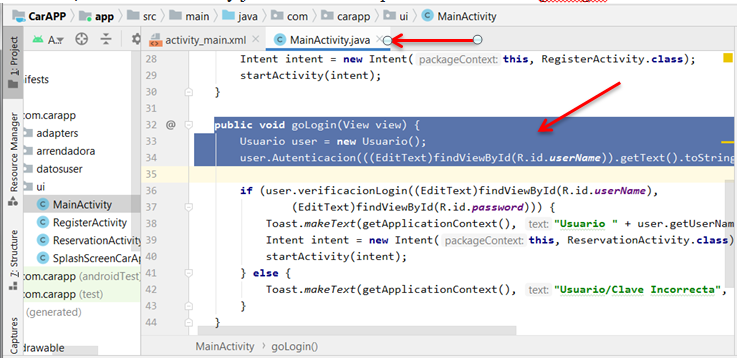 CarAPP app src main java com carapp ui MainActivity
A... activity_main.xml MainActivity.java
1: Project
Resource Manager
Z: Structure
Captures
nifests
com.carapp
adapters
arrendadora
datosuser
ui
MainActivity
RegisterActivity
ReservationActivity
SplashScreenCarAp
com.carapp (androidTest)
com.carapp (test)
(generated)
drawable
28 Intent intent = new Intent( packageContext: this, RegisterActivity.class);
29 startActivity(intent);
30 }
31
32 @ public void goLogin(View view) {
33 Usuario user = new Usuario();
34 user.Autenticacion(((EditText)findViewById(R.id.userName)).getText().toString
35
36 if (user.verificacionLogin((EditText)findViewById(R.id.userName),
37 (EditText)findViewById(R.id.password))) {
38 Toast.makeText(getApplicationContext(), text: "Usuario " + user.getUserNam
39 Intent intent = new Intent( packageContext: this, ReservationActivity.class)
40 startActivity(intent);
41 } else {
42 Toast.makeText(getApplicationContext(), text: "Usuario/Clave Incorrecta",
43 }
44 }
MainActivity › goLogin()